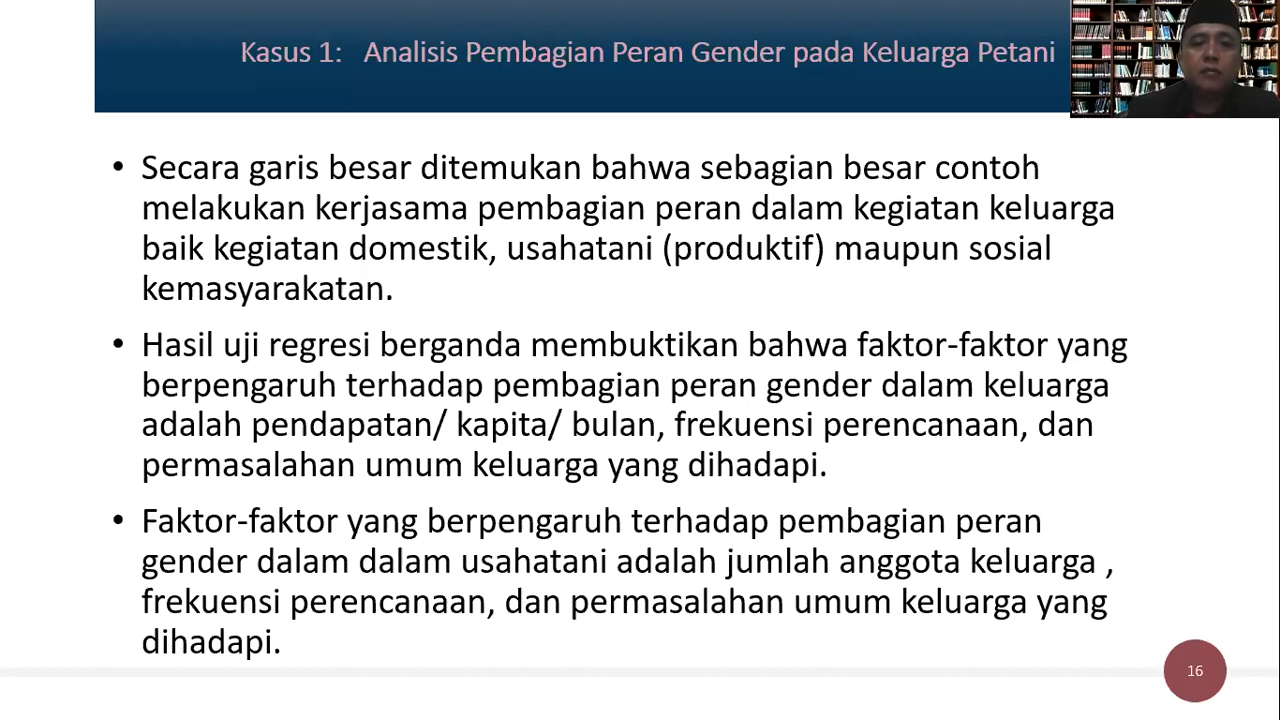 Kasus 1: Analisis Pembagian Peran Gender pada Keluarga Petani
• Secara garis besar ditemukan bahwa sebagian besar contoh
melakukan kerjasama pembagian peran dalam kegiatan keluarga
baik kegiatan domestik, usahatani (produktif) maupun sosial
kemasyarakatan.
• Hasil uji regresi berganda membuktikan bahwa faktor-faktor yang
berpengaruh terhadap pembagian peran gender dalam keluarga
adalah pendapatan/ kapita/ bulan, frekuensi perencanaan, dan
permasalahan umum keluarga yang dihadapi.
• Faktor-faktor yang berpengaruh terhadap pembagian peran
gender dalam dalam usahatani adalah jumlah anggota keluarga ,
frekuensi perencanaan, dan permasalahan umum keluarga yang
dihadapi.
16